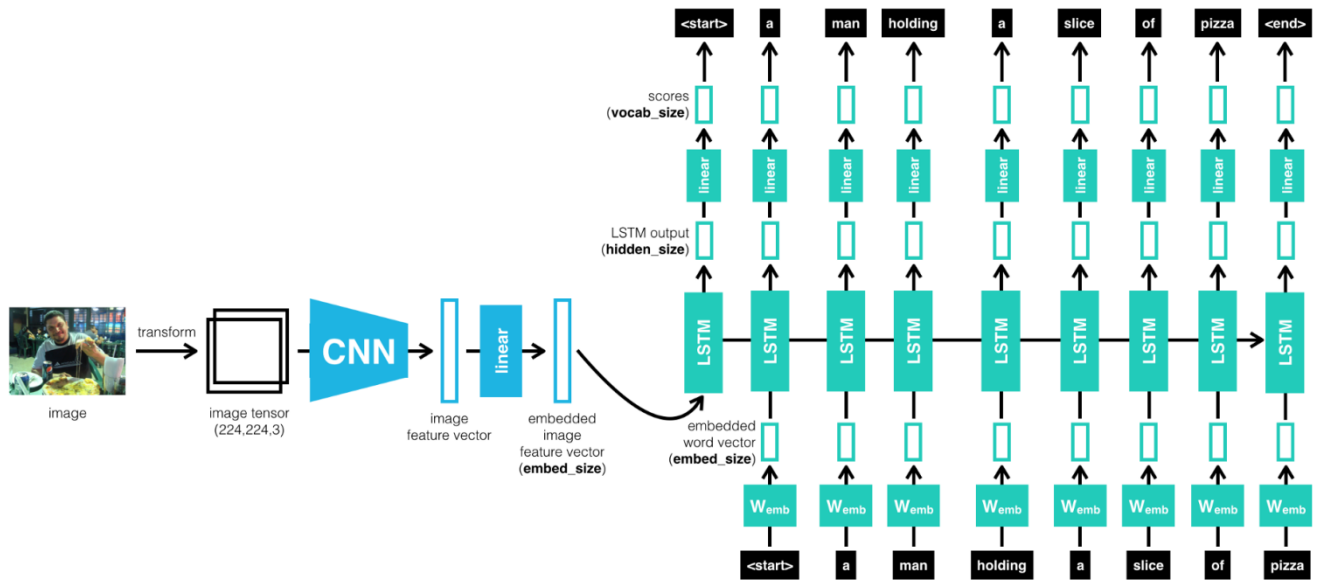 <start> a man holding a slice of pizza <end>
scores
(vocab_size)
linear linear linear linear linear linear linear linear linear
LSTM output
(hidden_size)
LSTM LSTM LSTM LSTM LSTM LSTM LSTM LSTM LSTM
transform
CNN
linear
image
image tensor
(224,224,3)
image
feature vector
embedded
image
feature vector
(embed_size)
embedded
word vector
(embed_size)
Wemb Wemb Wemb Wemb Wemb Wemb Wemb Wemb
<start> a man holding a slice of pizza